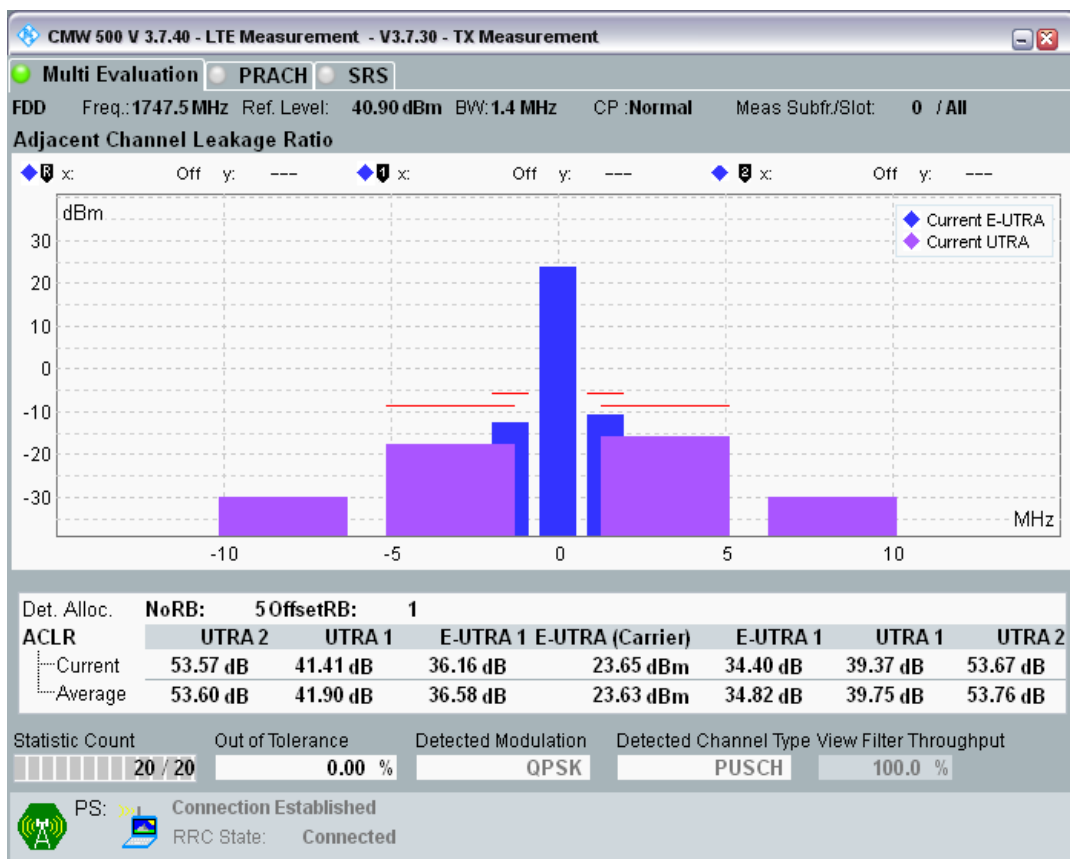 CMW 500 V 3.7.40 - LTE Measurement - V3.7.30 - TX Measurement
Multi Evaluation PRACH SRS
FDD Freq.: 1747.5 MHz Ref. Level: 40.90 dBm BW: 1.4 MHz CP :Normal Meas Subfr./Slot: 0 / All
Adjacent Channel Leakage Ratio
R x: Off y: --- 1 x: Off y: --- 2 x: Off y: ---
dBm
Current E-UTRA
Current UTRA
30
20
10
0
-10
-20
-30
MHz
-10 -5 0 5 10
Det. Alloc. NoRB: 5 OffsetRB: 1
ACLR UTRA 2 UTRA 1 E-UTRA 1 E-UTRA (Carrier) E-UTRA 1 UTRA 1 UTRA 2
Current 53.57 dB 41.41 dB 36.16 dB 23.65 dBm 34.40 dB 39.37 dB 53.67 dB
Average 53.60 dB 41.90 dB 36.58 dB 23.63 dBm 34.82 dB 39.75 dB 53.76 dB
Statistic Count Out of Tolerance Detected Modulation Detected Channel Type View Filter Throughput
20 / 20 0.00 % QPSK PUSCH 100.0 %
PS: Connection Established
RRC State: Connected